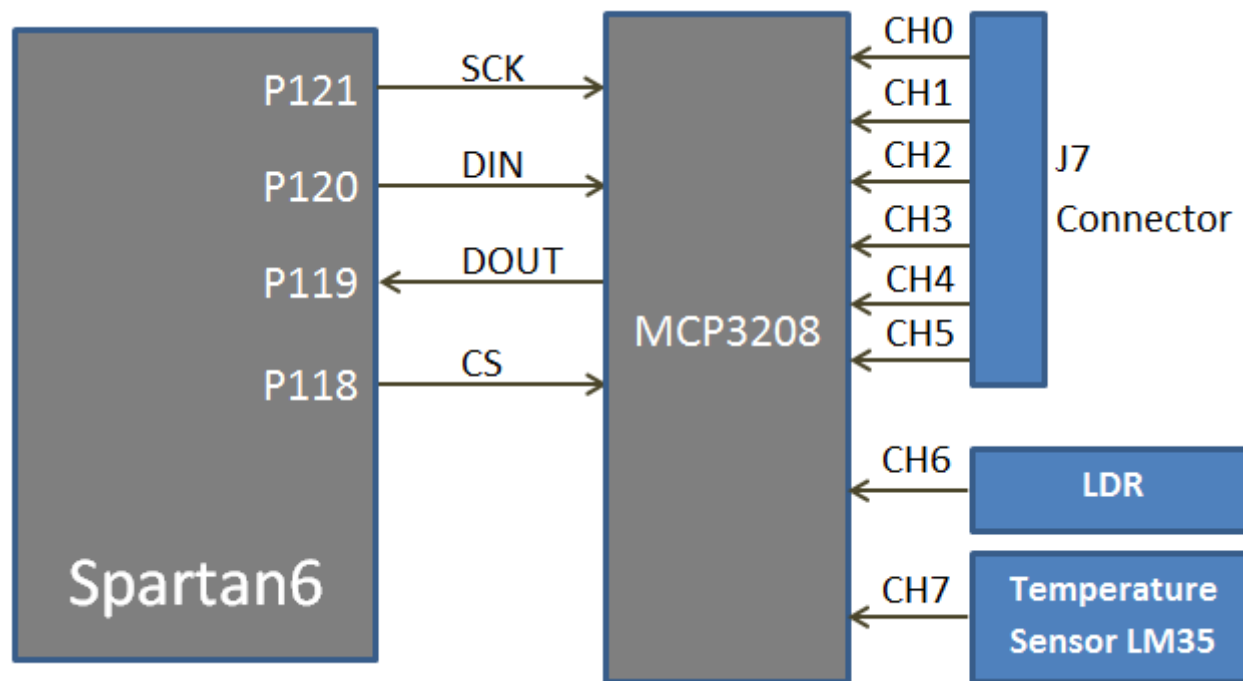 P121
P120
P119
P118
Spartan6
SCK
DIN
DOUT
CS
MCP3208
CH0
CH1
CH2
CH3
CH4
CH5
CH6
CH7
J7
Connector
LDR
Temperature
Sensor LM35